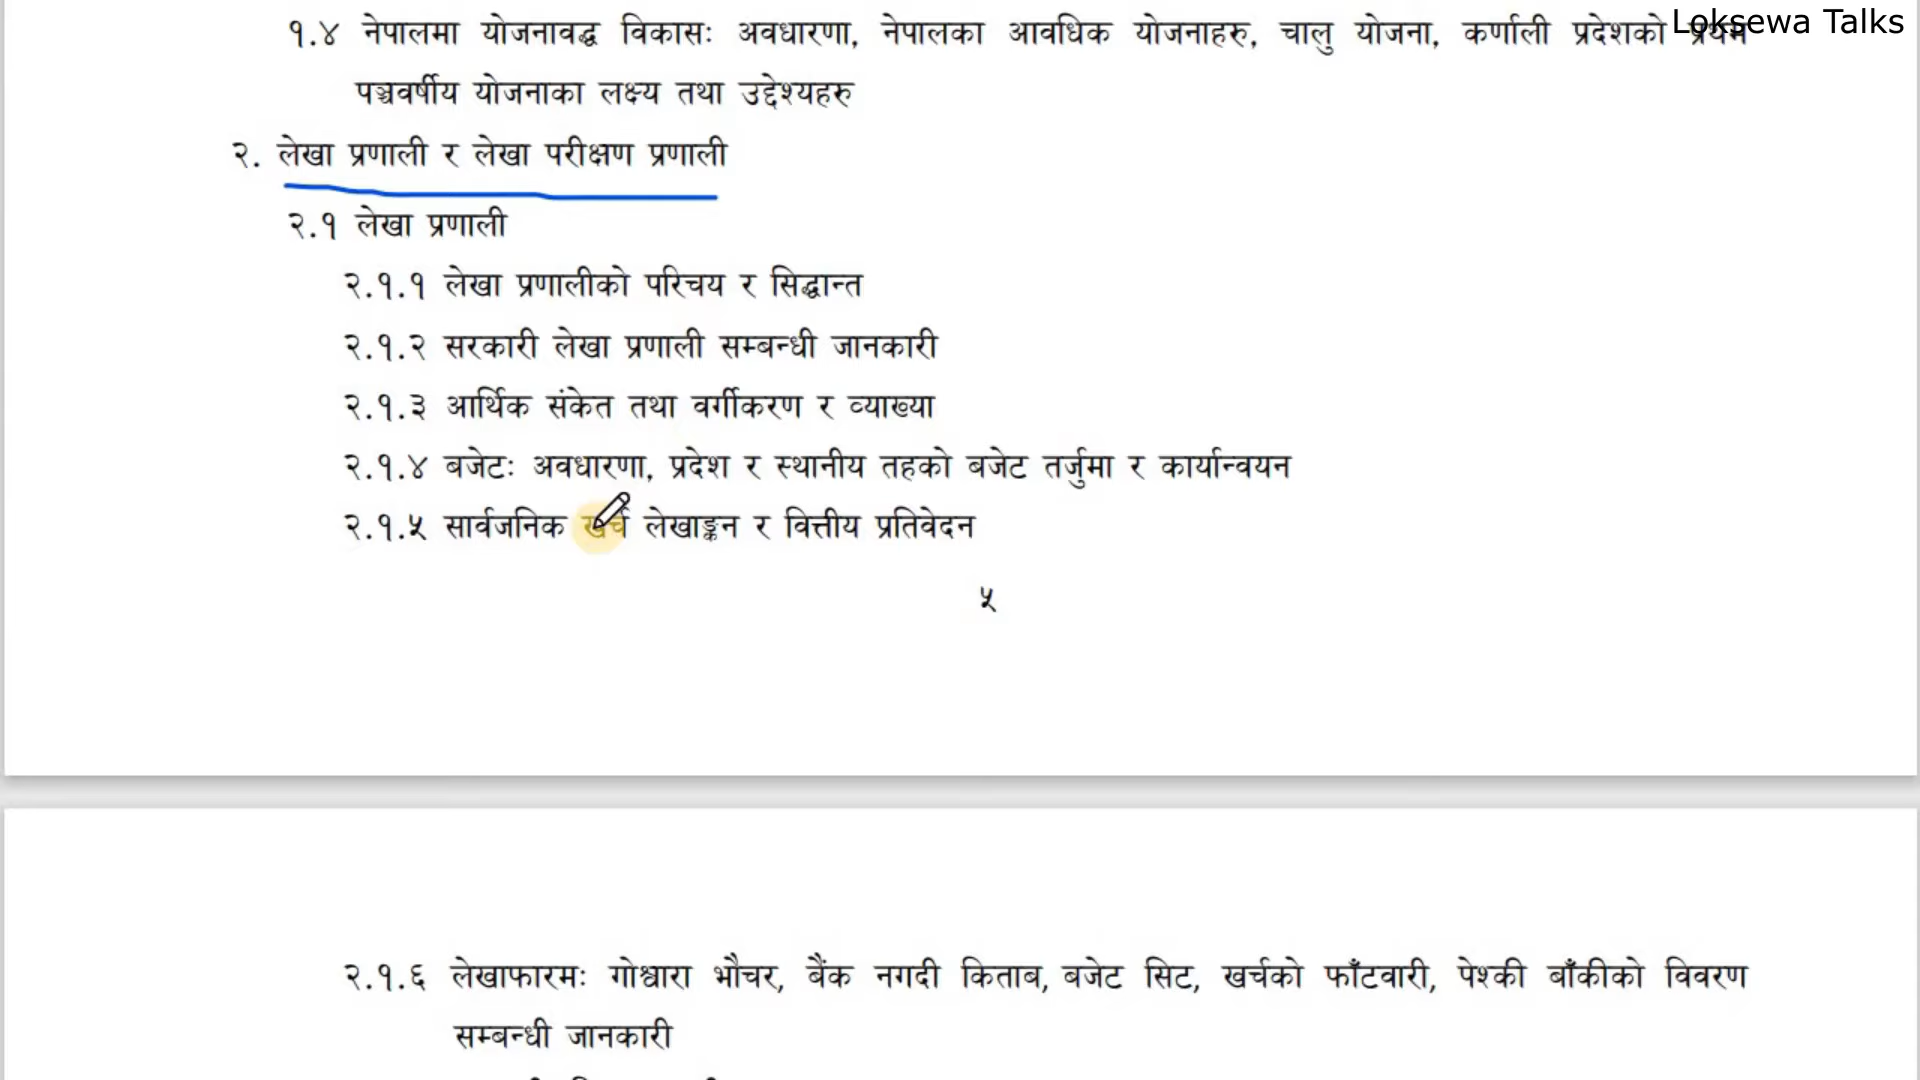 Loksewa Talks
१.४ नेपालमा योजनावद्ध विकासः अवधारणा, नेपालका आवधिक योजनाहरु, चालु योजना, कर्णाली प्रदेशको प्रथम
पञ्चवर्षीय योजनाका लक्ष्य तथा उद्देश्यहरु
२. लेखा प्रणाली र लेखा परीक्षण प्रणाली
२.१ लेखा प्रणाली
२.१.१ लेखा प्रणालीको परिचय र सिद्धान्त
२.१.२ सरकारी लेखा प्रणाली सम्बन्धी जानकारी
२.१.३ आर्थिक संकेत तथा वर्गीकरण र व्याख्या
२.१.४ बजेटः अवधारणा, प्रदेश र स्थानीय तहको बजेट तर्जुमा र कार्यान्वयन
२.१.५ सार्वजनिक खर्च लेखाङ्कन र वित्तीय प्रतिवेदन
५
२.१.६ लेखाफारमः गोश्वारा भौचर, बैंक नगदी किताब, बजेट सिट, खर्चको फाँटवारी, पेश्की बाँकीको विवरण
सम्बन्धी जानकारी